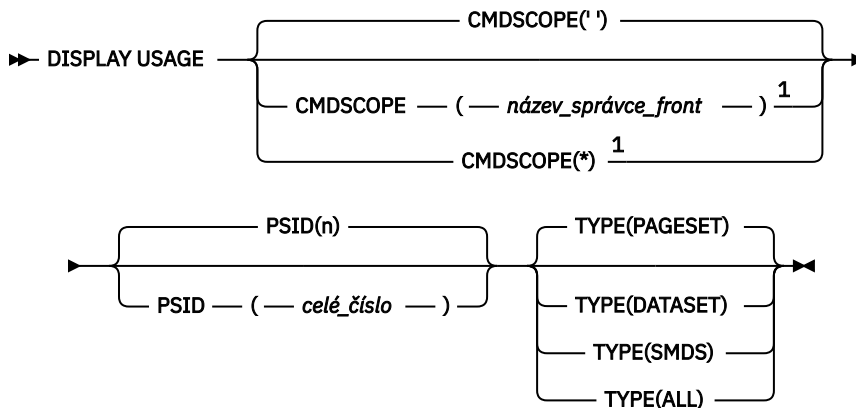 CMDSCOPE(' ')
DISPLAY USAGE
CMDSCOPE ( název_správce_front ) 1
CMDSCOPE(*) 1
PSID(n)
PSID ( celé_číslo )
TYPE(PAGESET)
TYPE(DATASET)
TYPE(SMDS)
TYPE(ALL)